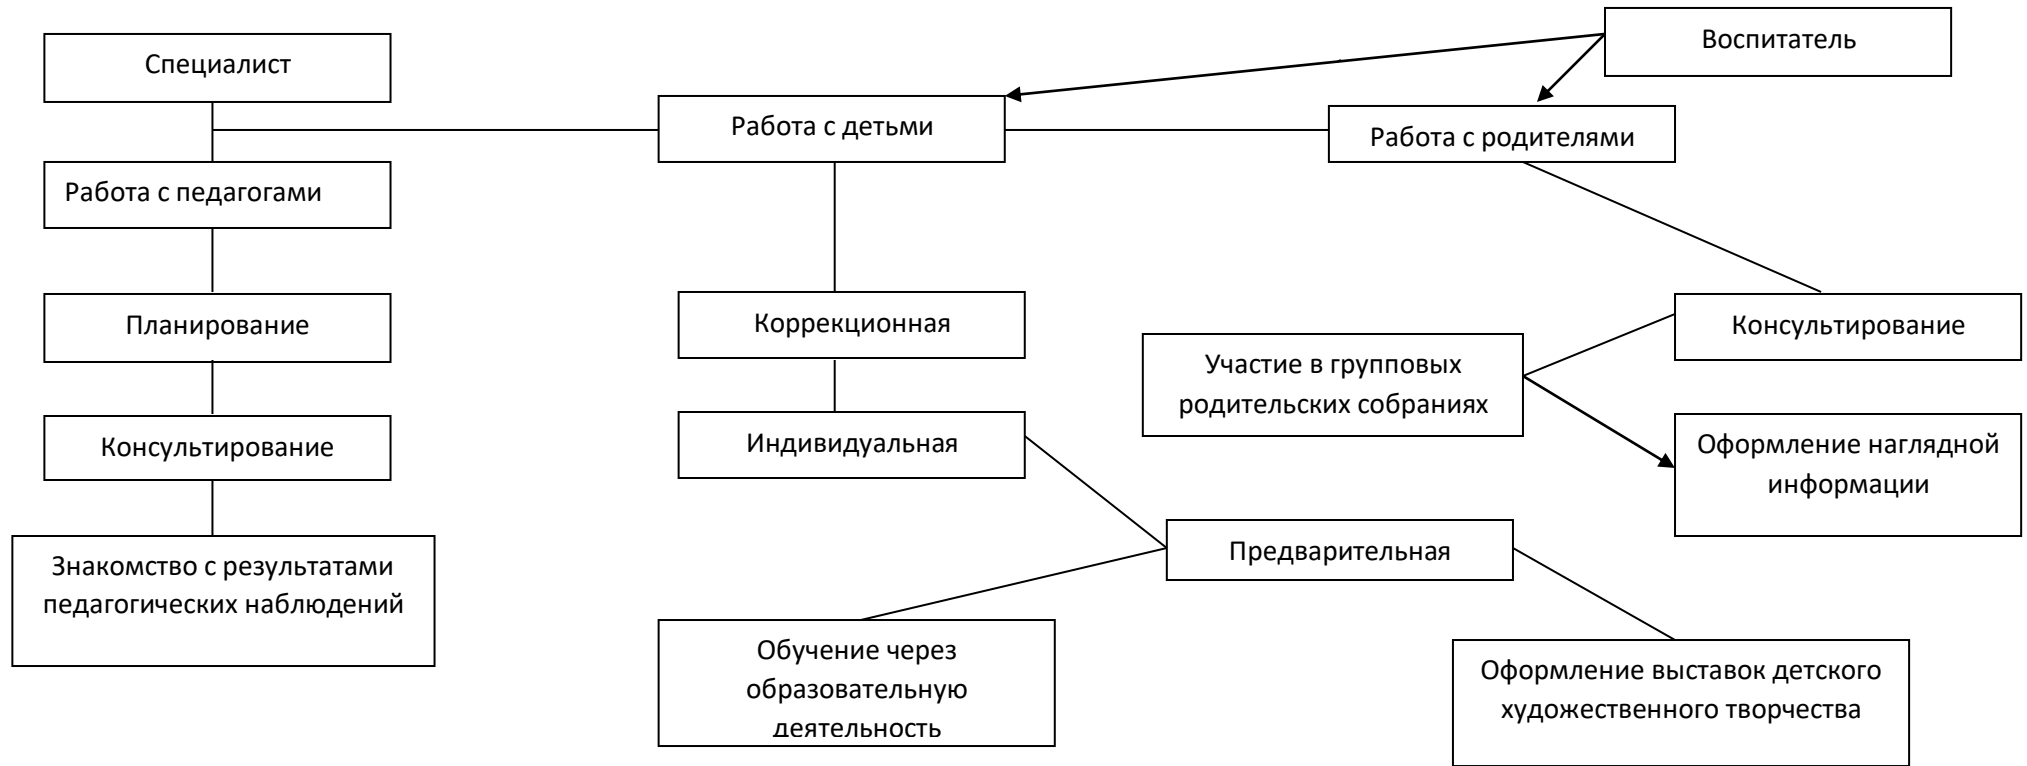 Специалист
Воспитатель
Работа с детьми
Работа с родителями
Работа с педагогами
Планирование
Коррекционная
Консультирование
Участие в групповых
родительских собраниях
Консультирование
Индивидуальная
Оформление наглядной
информации
Знакомство с результатами
педагогических наблюдений
Предварительная
Обучение через
образовательную
деятельность
Оформление выставок детского
художественного творчества